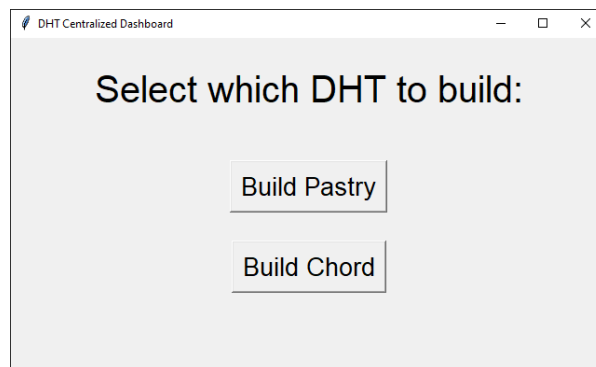 DHT Centralized Dashboard
Select which DHT to build:
Build Pastry
Build Chord